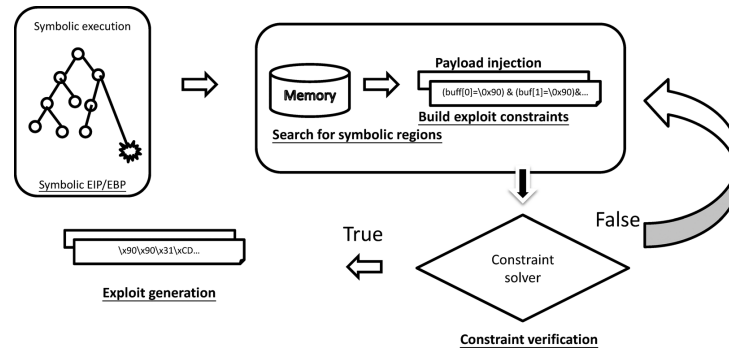 Symbolic execution
Symbolic EIP/EBP
Memory
Search for symbolic regions
Payload injection
(buff[0]=\0x90) & (buf[1]=\0x90)&...
Build exploit constraints
False
True
Constraint
solver
\x90\x90\x31\xCD...
Exploit generation
Constraint verification